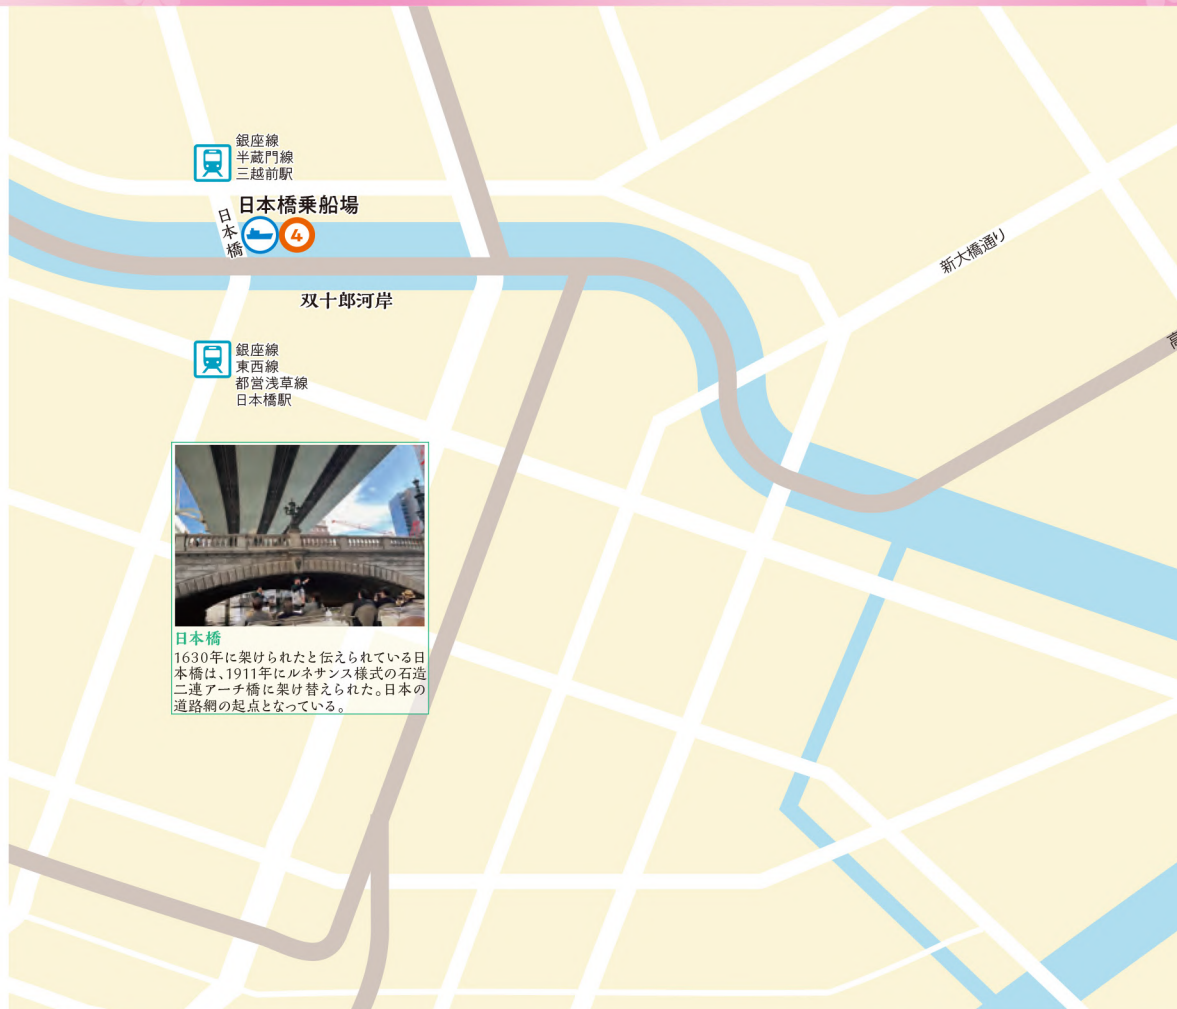 銀座線
半蔵門線
三越前駅
日本橋乗船場
4
日本橋
双十郎河岸
新大橋通り
高
銀座線
東西線
都営浅草線
日本橋駅
日本橋
1630年に架けられたと伝えられている日
本橋は、1911年にルネサンス様式の石造
二連アーチ橋に架け替えられた。日本の
道路網の起点となっている。